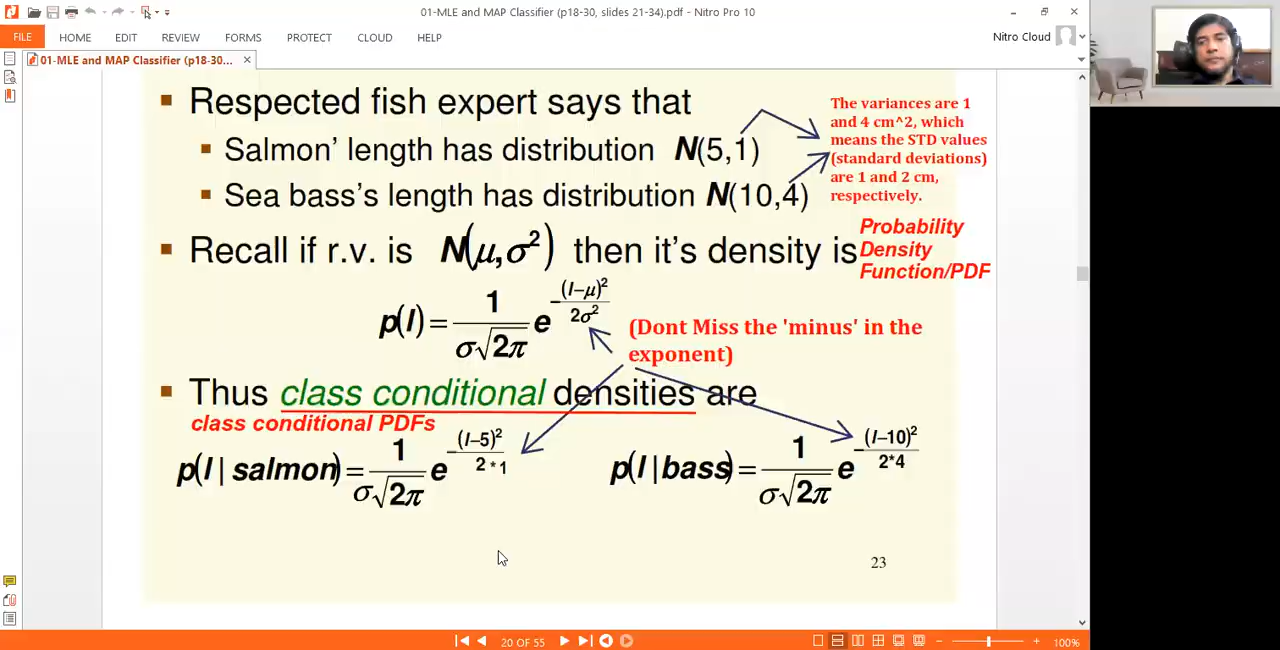 01-MLE and MAP Classifier (p18-30, slides 21-34).pdf - Nitro Pro 10
FILE HOME EDIT REVIEW FORMS PROTECT CLOUD HELP
Nitro Cloud
01-MLE and MAP Classifier (p18-30...
Respected fish expert says that
Salmon' length has distribution N(5,1)
Sea bass's length has distribution N(10,4)
The variances are 1
and 4 cm^2, which
means the STD values
(standard deviations)
are 1 and 2 cm,
respectively.
Recall if r.v. is N(μ,σ²) then it's density is
Probability
Density
Function/PDF
p(l) = 1/(σ√2π) e^(-(l-μ)²/2σ²)
(Dont Miss the 'minus' in the
exponent)
Thus class conditional densities are
class conditional PDFs
p(l | salmon) = 1/(σ√2π) e^(-(l-5)²/2*1)
p(l | bass) = 1/(σ√2π) e^(-(l-10)²/2*4)
23
20 OF 55
100%